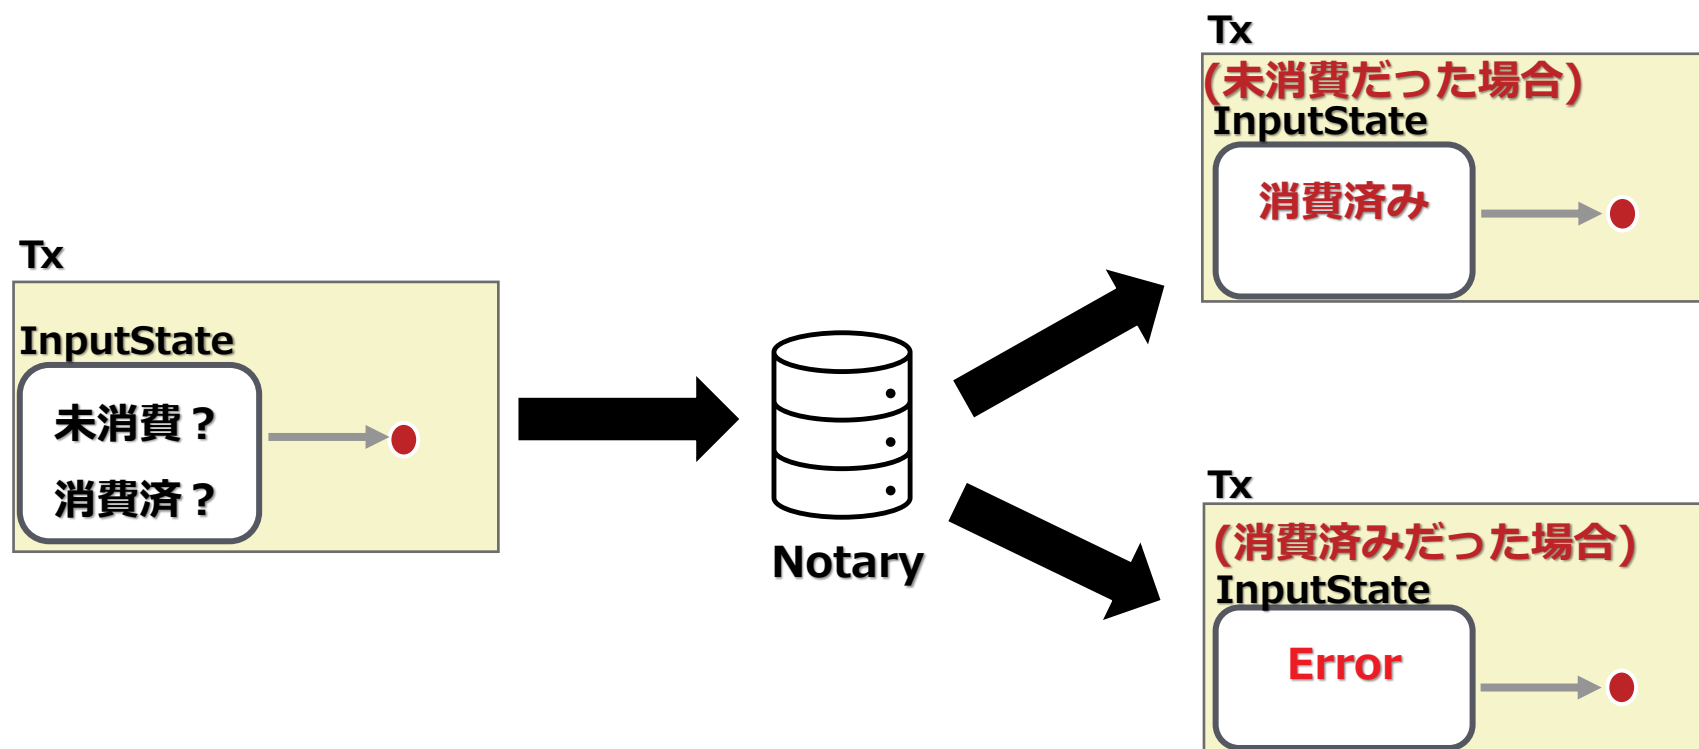 Tx
InputState
未消費？
消費済？
Notary
Tx
(未消費だった場合)
InputState
消費済み
Tx
(消費済みだった場合)
InputState
Error